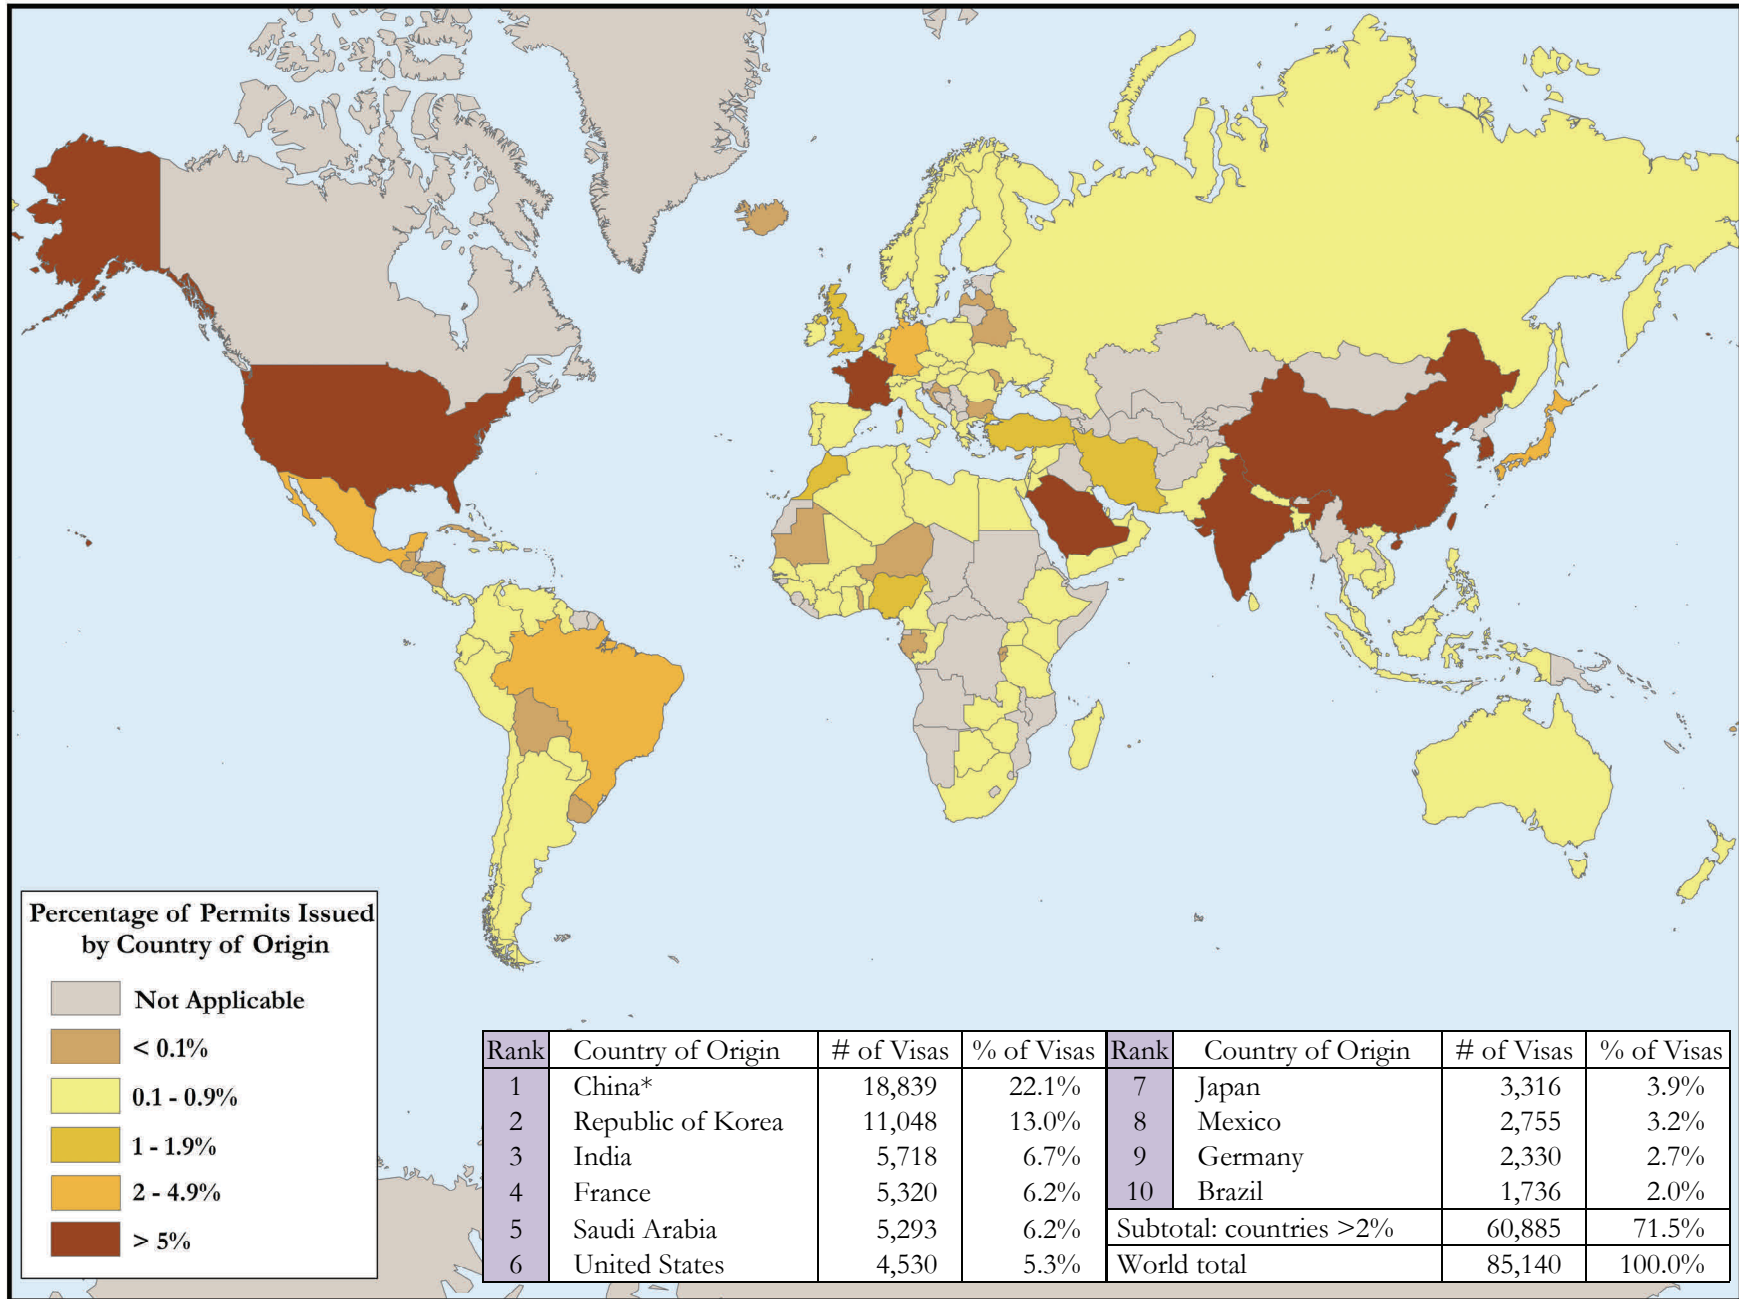 Percentage of Permits Issued
by Country of Origin
Not Applicable
< 0.1%
0.1 - 0.9%
1 - 1.9%
2 - 4.9%
> 5%
Rank Country of Origin # of Visas % of Visas Rank Country of Origin # of Visas % of Visas
1 China* 18,839 22.1% 7 Japan 3,316 3.9%
2 Republic of Korea 11,048 13.0% 8 Mexico 2,755 3.2%
3 India 5,718 6.7% 9 Germany 2,330 2.7%
4 France 5,320 6.2% 10 Brazil 1,736 2.0%
5 Saudi Arabia 5,293 6.2% Subtotal: countries >2% 60,885 71.5%
6 United States 4,530 5.3% World total 85,140 100.0%